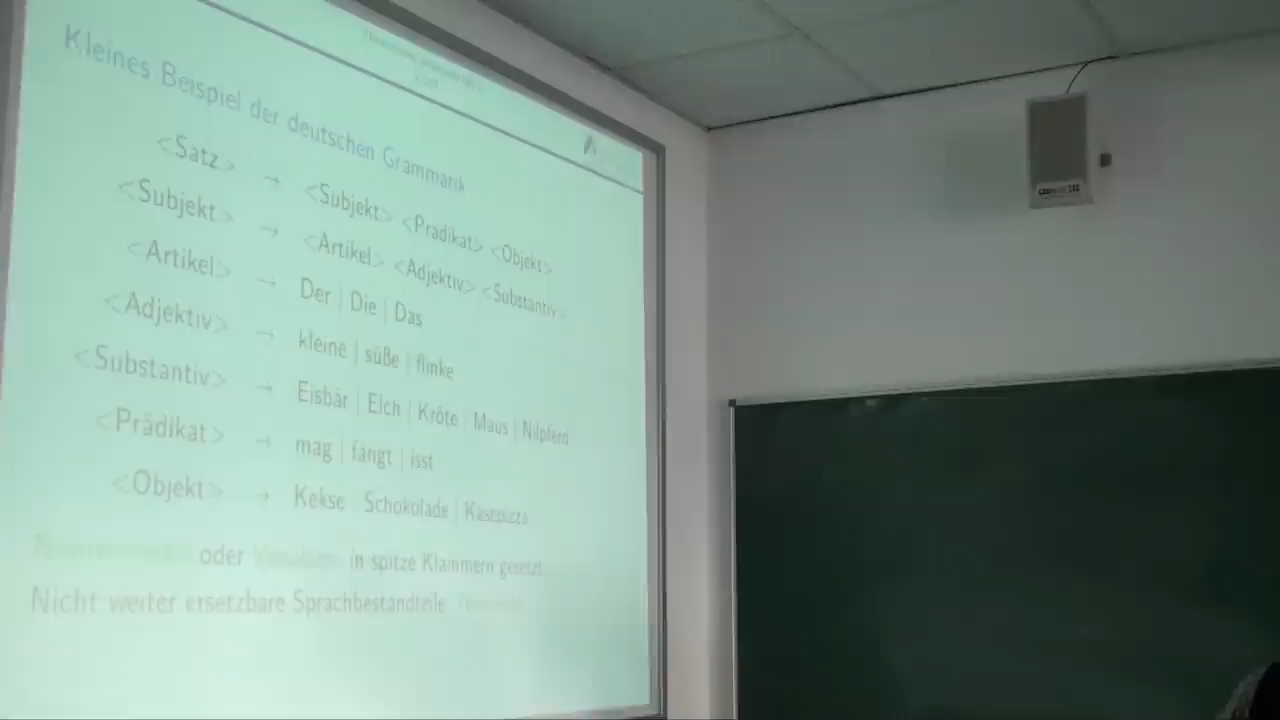 Kleines Beispiel der deutschen Grammatik
<Satz> → <Subjekt> <Prädikat> <Objekt>
<Subjekt> → <Artikel> <Adjektiv> <Substantiv>
<Artikel> → Der | Die | Das
<Adjektiv> → kleine | süße | flinke
<Substantiv> → Eisbär | Elch | Kröte | Maus | Nilpferd
<Prädikat> → mag | fängt | isst
<Objekt> → Kekse | Schokolade | Käsepizza
oder in spitze Klammern gesetzt
Nicht weiter ersetzbare Sprachbestandteile